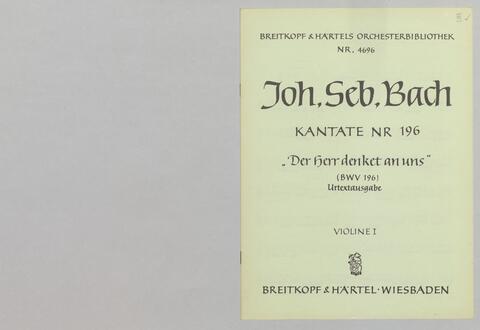 BREITKOPF & HÄRTELS ORCHESTERBIBLIOTHEK
NR. 4696
Joh. Seb. Bach
KANTATE NR 196
„Der Herr denket an uns“
(BWV 196)
Urtextausgabe
VIOLINE I
BREITKOPF & HÄRTEL · WIESBADEN